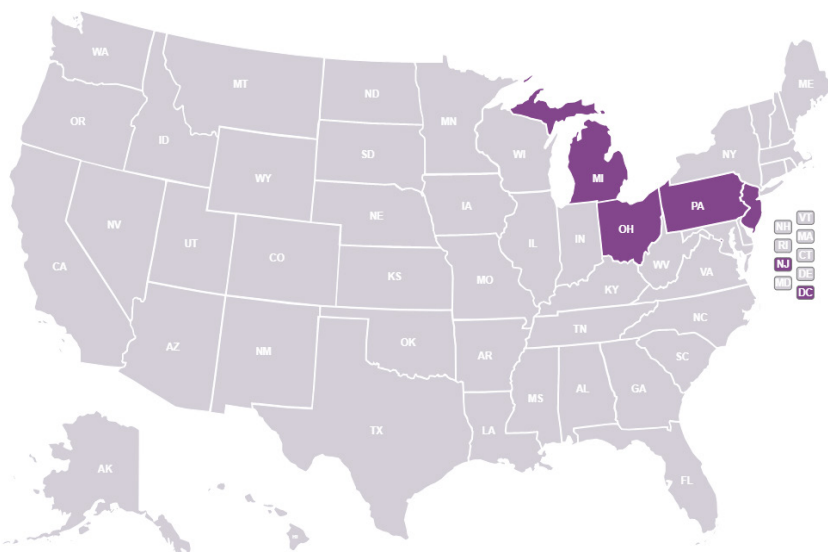 WA
MT
ND
MN
ME
OR
ID
SD
WI
NY
WY
MI
IA
PA
NE
NV
OH
IL
IN
UT
CO
CA
KS
MO
WV
VA
KY
NC
TN
OK
AZ
NM
AR
SC
MS
AL
GA
TX
LA
AK
FL
VT
NH
MA
RI
CT
NJ
DE
MD
DC